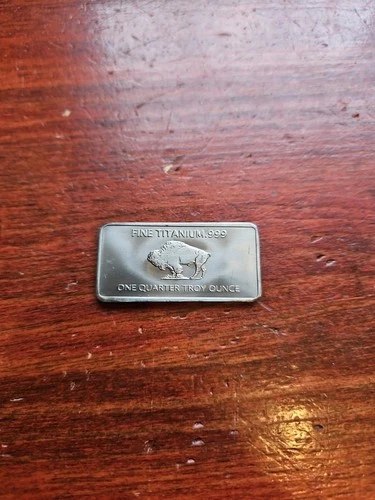 FINE TITANIUM.999
ONE QUARTER TROY OUNCE